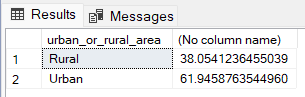 Results Messages
urban_or_rural_area (No column name)
1 Rural 38.0541236455039
2 Urban 61.9458763544960